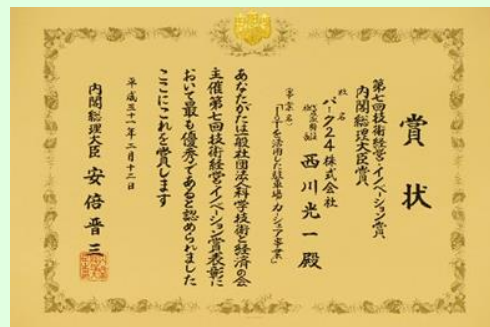 賞状
第七回技術経営・イノベーション賞
内閣総理大臣賞
社名
パーク24株式会社
代表取締役社長 西川光一殿
(事業名)
「IT を活用した駐車場・カーシェア事業」
あなたがたは一般社団法人科学技術と経済の会
主催第七回技術経営・イノベーション賞表彰に
おいて最も優秀であると認められました
ここにこれを賞します
平成三十一年二月十二日
内閣総理大臣 安倍晋三